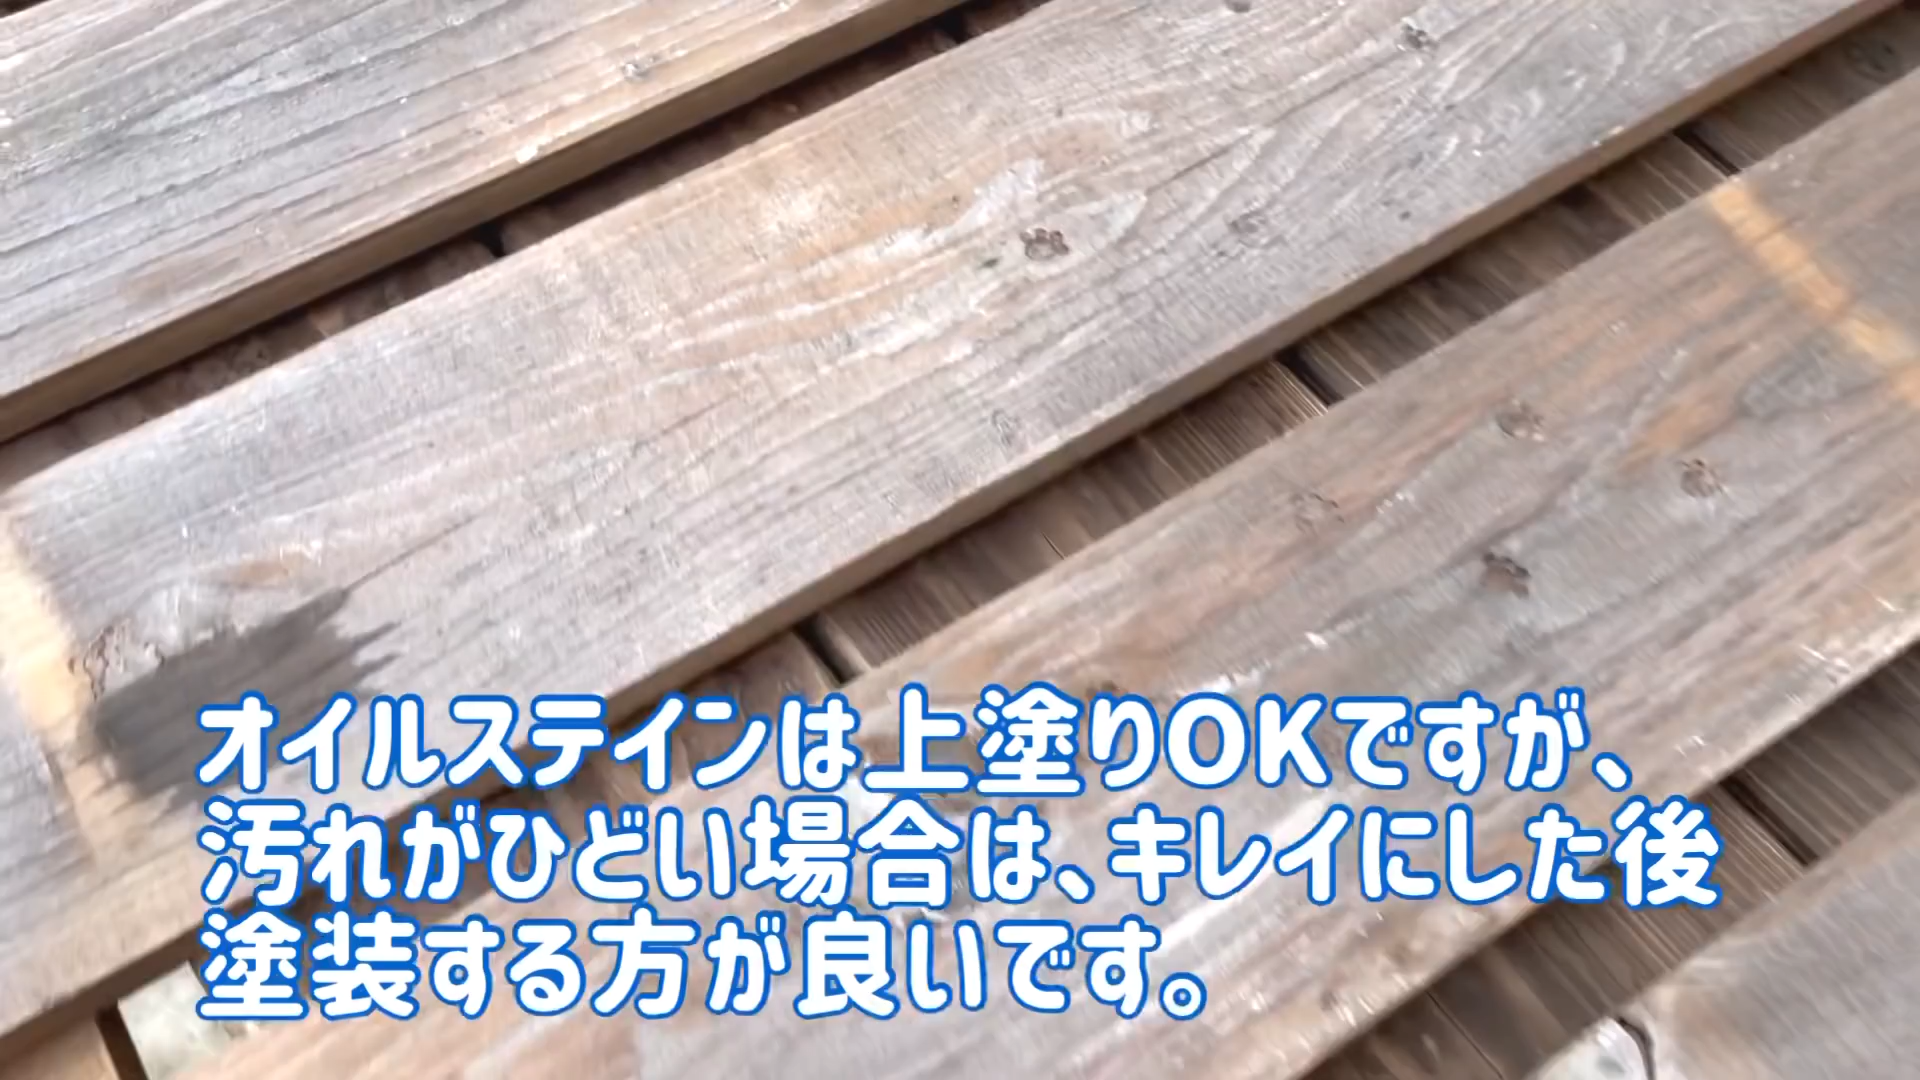 オイルステインは上塗りOKですが、
汚れがひどい場合は、キレイにした後
塗装する方が良いです。